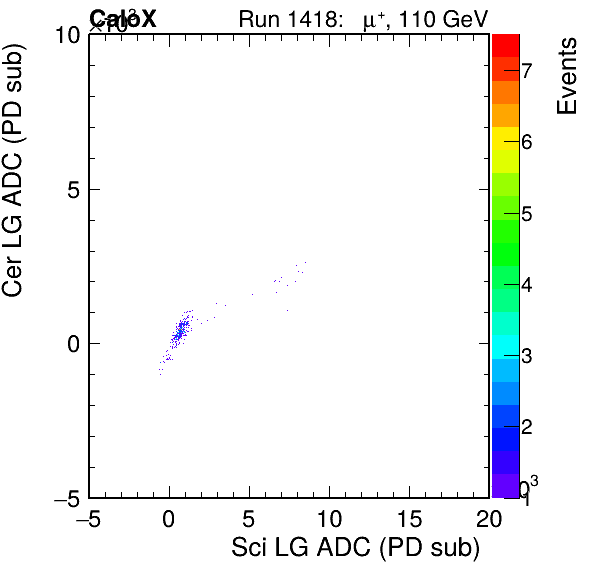 CaloX Run 1418: μ⁺, 110 GeV
×10³
10
5
0
−5
−5 0 5 10 15 20
Sci LG ADC (PD sub)
Cer LG ADC (PD sub)
7
6
5
4
3
2
1
Events